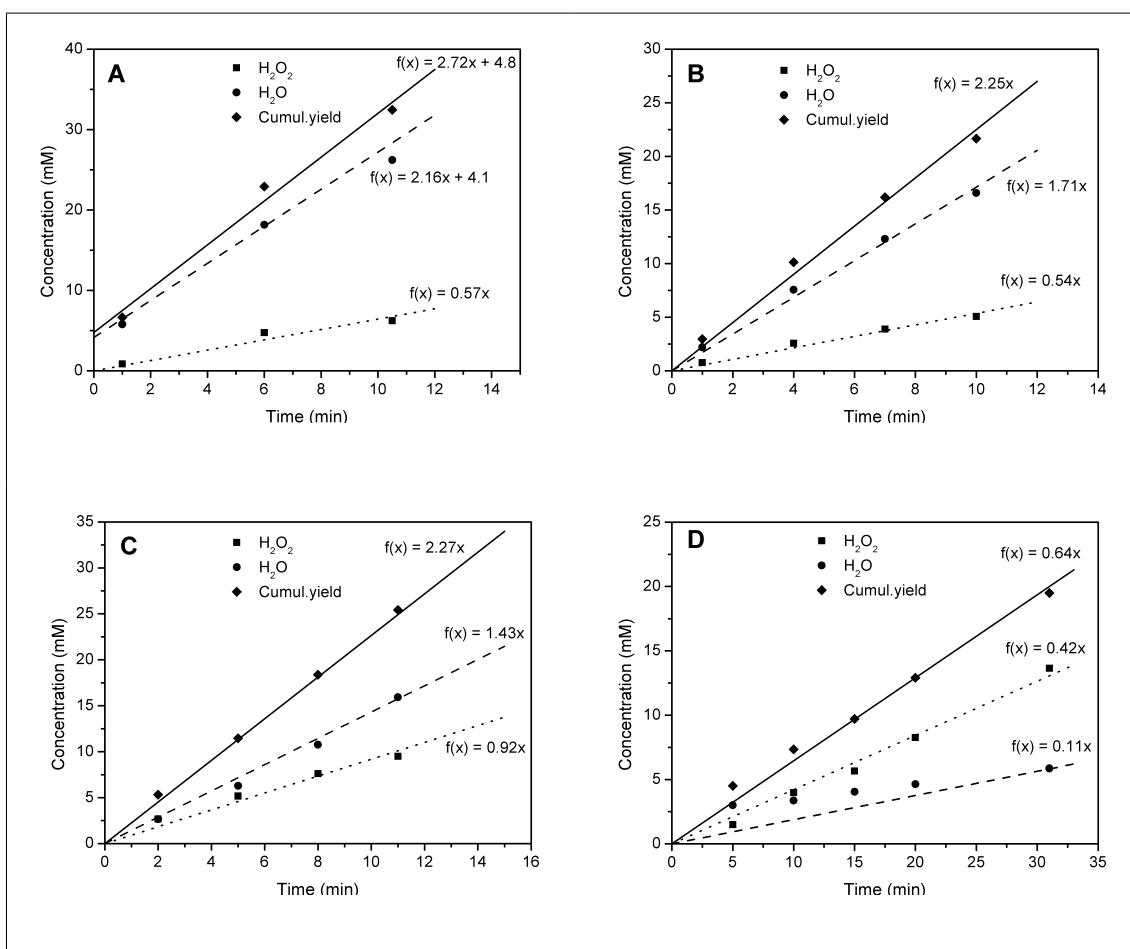 A
H₂O₂
H₂O
Cumul.yield
f(x) = 2.72x + 4.8
f(x) = 2.16x + 4.1
f(x) = 0.57x
Concentration (mM)
40
30
20
10
0
0 2 4 6 8 10 12 14
Time (min)
B
H₂O₂
H₂O
Cumul.yield
f(x) = 2.25x
f(x) = 1.71x
f(x) = 0.54x
Concentration (mM)
30
25
20
15
10
5
0
0 2 4 6 8 10 12 14
Time (min)
C
H₂O₂
H₂O
Cumul.yield
f(x) = 2.27x
f(x) = 1.43x
f(x) = 0.92x
Concentration (mM)
35
30
25
20
15
10
5
0
0 2 4 6 8 10 12 14 16
Time (min)
D
H₂O₂
H₂O
Cumul.yield
f(x) = 0.64x
f(x) = 0.42x
f(x) = 0.11x
Concentration (mM)
25
20
15
10
5
0
0 5 10 15 20 25 30 35
Time (min)